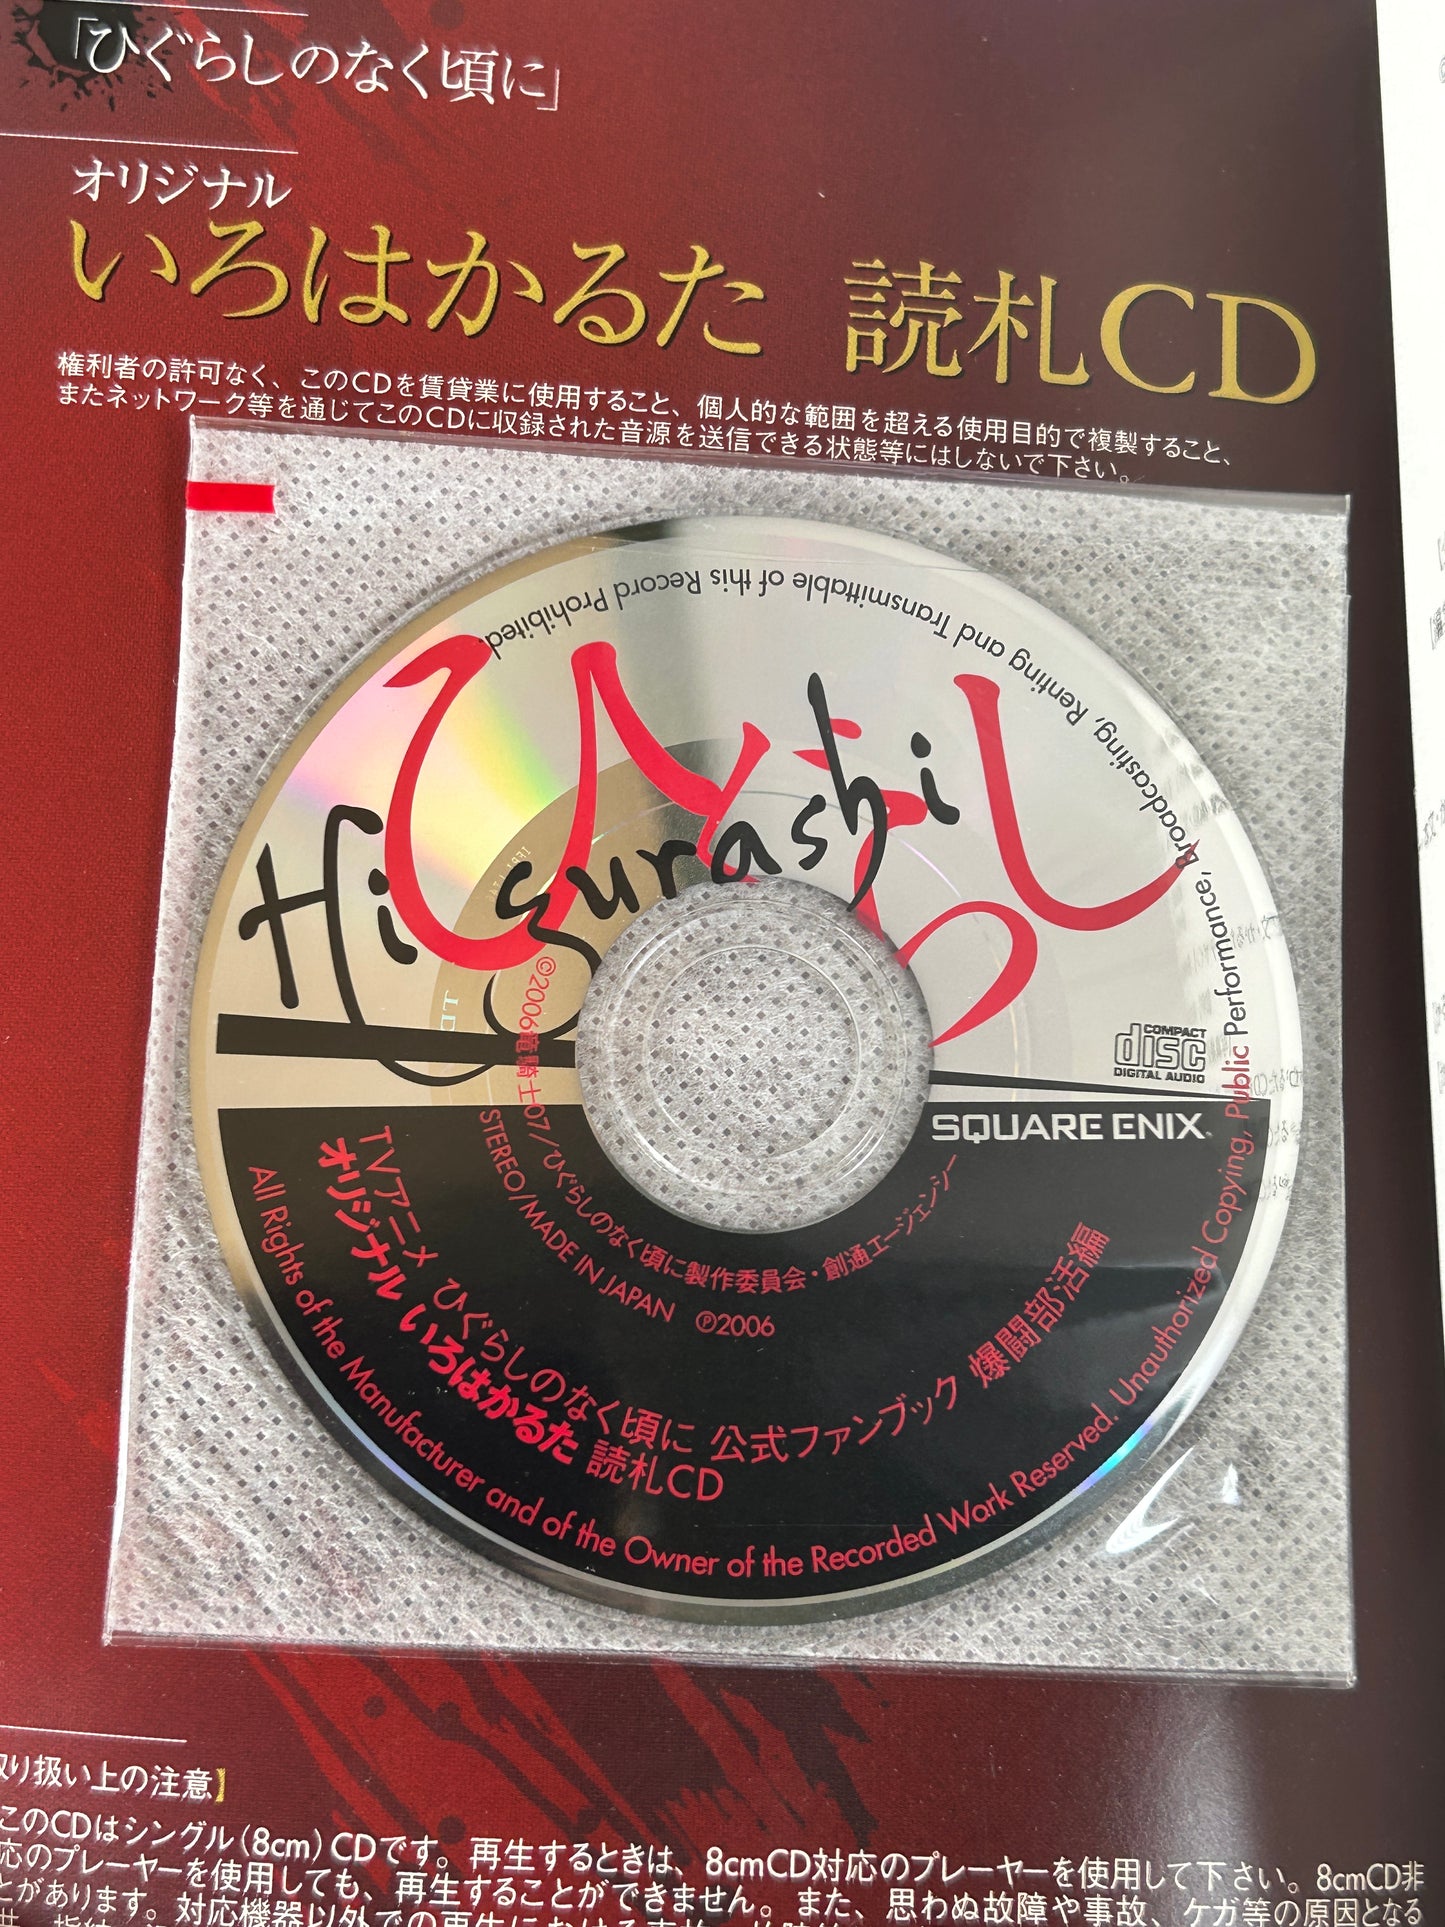 「ひぐらしのなく頃に」
オリジナル
いろはかるた 読札CD
権利者の許可なく、このCDを賃貸業に使用すること、個人的な範囲を超える使用目的で複製すること、
またネットワーク等を通じてこのCDに収録された音源を送信できる状態等にはしないで下さい。
ひぐらし
Higurashi
COMPACT
disc
DIGITAL AUDIO
SQUARE ENIX
©2006竜騎士07/ひぐらしのなく頃に製作委員会・創通エージェンシー
STEREO/MADE IN JAPAN ℗2006
TVアニメ ひぐらしのなく頃に 公式ファンブック 爆闘部活編
オリジナル いろはかるた 読札CD
All Rights of the Manufacturer and of the Owner of the Recorded Work Reserved. Unauthorized Copying, Public Performance, Broadcasting, Renting and Transmittable of this Record Prohibited.
取り扱い上の注意】
このCDはシングル(8cm)CDです。再生するときは、8cmCD対応のプレーヤーを使用して下さい。8cmCD非
応のプレーヤーを使用しても、再生することができません。また、思わぬ故障や事故、ケガ等の原因となる
とがあります。対応機器以外での再生における